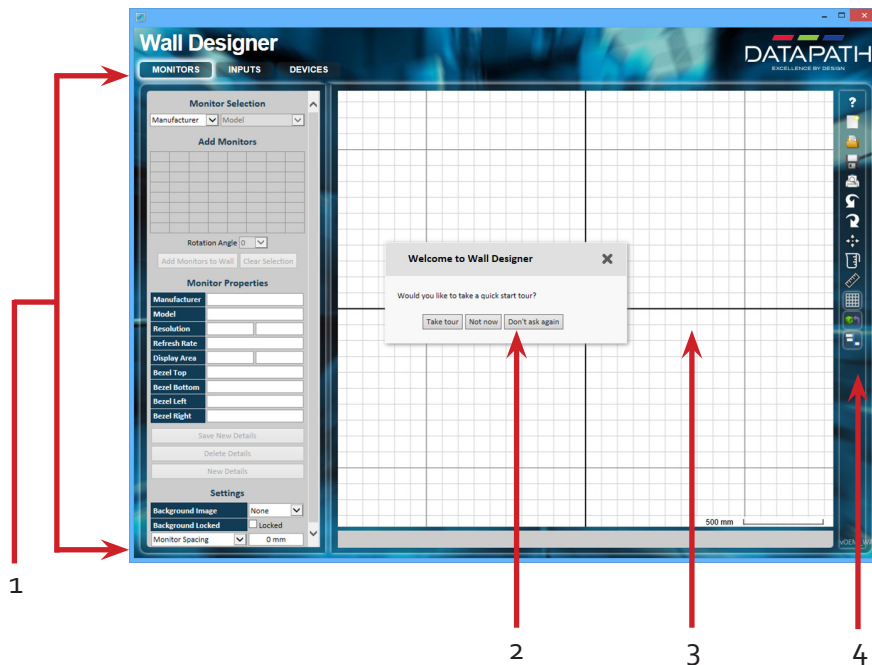 Wall Designer
DATAPATH
EXCELLENCE BY DESIGN
MONITORS INPUTS DEVICES
Monitor Selection
Manufacturer Model
Add Monitors
Rotation Angle 0
Add Monitors to Wall Clear Selection
Monitor Properties
Manufacturer
Model
Resolution
Refresh Rate
Display Area
Bezel Top
Bezel Bottom
Bezel Left
Bezel Right
Save New Details
Delete Details
New Details
Settings
Background Image None
Background Locked Locked
Monitor Spacing 0 mm
Welcome to Wall Designer
Would you like to take a quick start tour?
Take tour Not now Don't ask again
500 mm
?
1
2
3
4